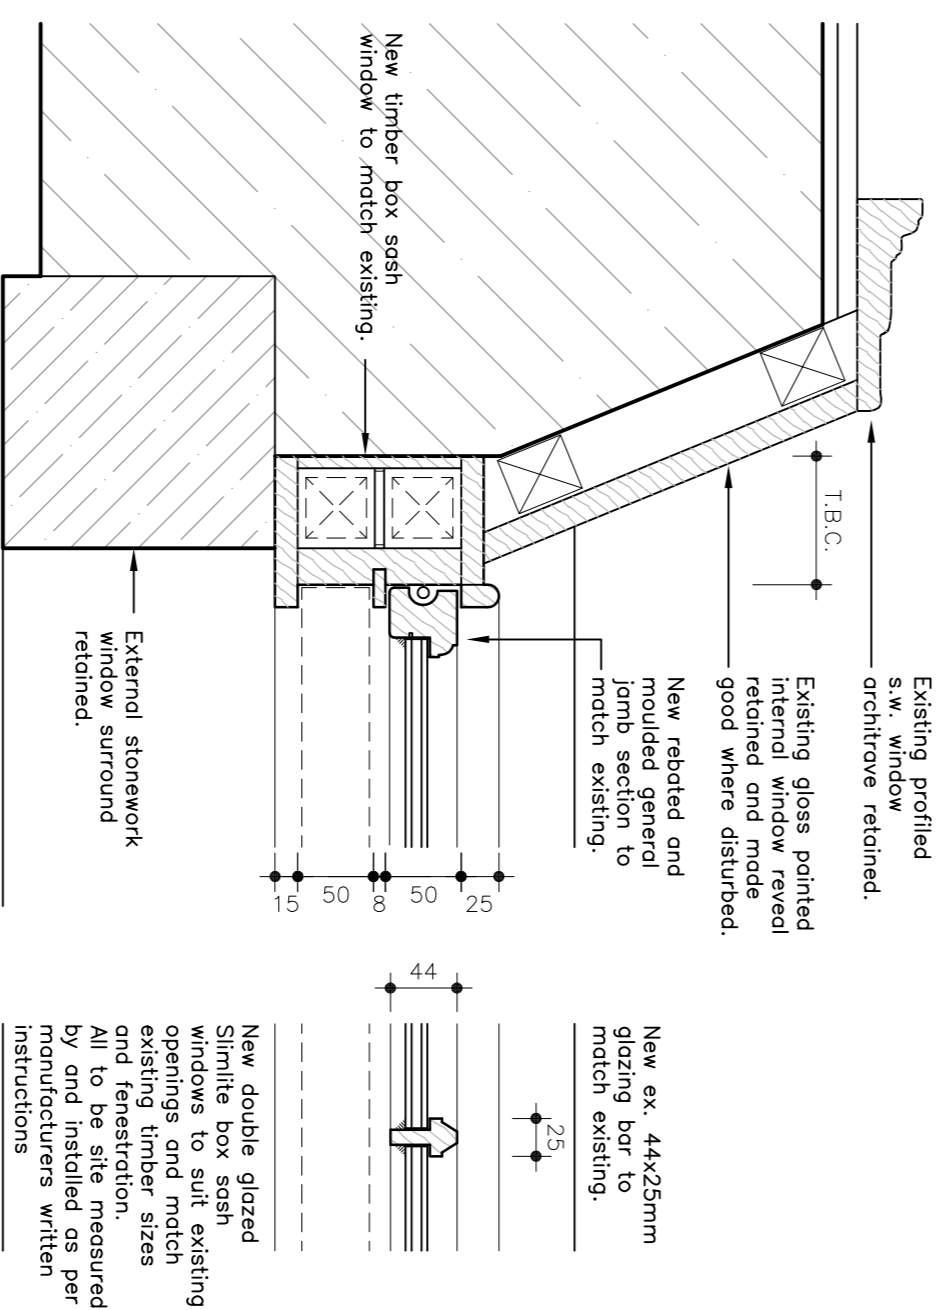 Existing profiled
s.w. window
architrave retained.
Existing gloss painted
internal window reveal
retained and made
good where disturbed.
New rebated and
moulded general
jamb section to
match existing.
New timber box sash
window to match existing.
External stonework
window surround
retained.
T.B.C.
15
50
8
50
25
New ex. 44x25mm
glazing bar to
match existing.
25
44
New double glazed
Slimlite box sash
windows to suit existing
openings and match
existing timber sizes
and fenestration.
All to be site measured
by and installed as per
manufacturers written
instructions